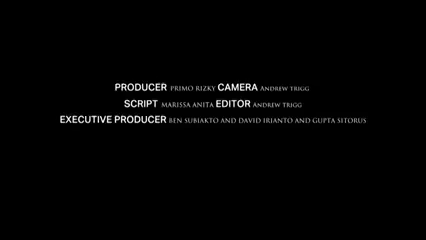 PRODUCER PRIMO RIZKY CAMERA ANDREW TRIGG
SCRIPT MARISSA ANITA EDITOR ANDREW TRIGG
EXECUTIVE PRODUCER BEN SUBIAKTO AND DAVID IRIANTO AND GUPTA SITORUS